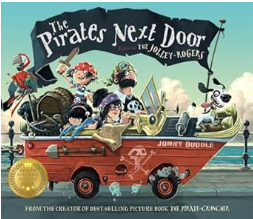 The
Pirates Next Door
Starring THE JOLLEY-ROGERS
JONNY DUDDLE
FROM THE CREATOR OF BEST-SELLING PICTURE BOOK THE PIRATE-CRUNCHER